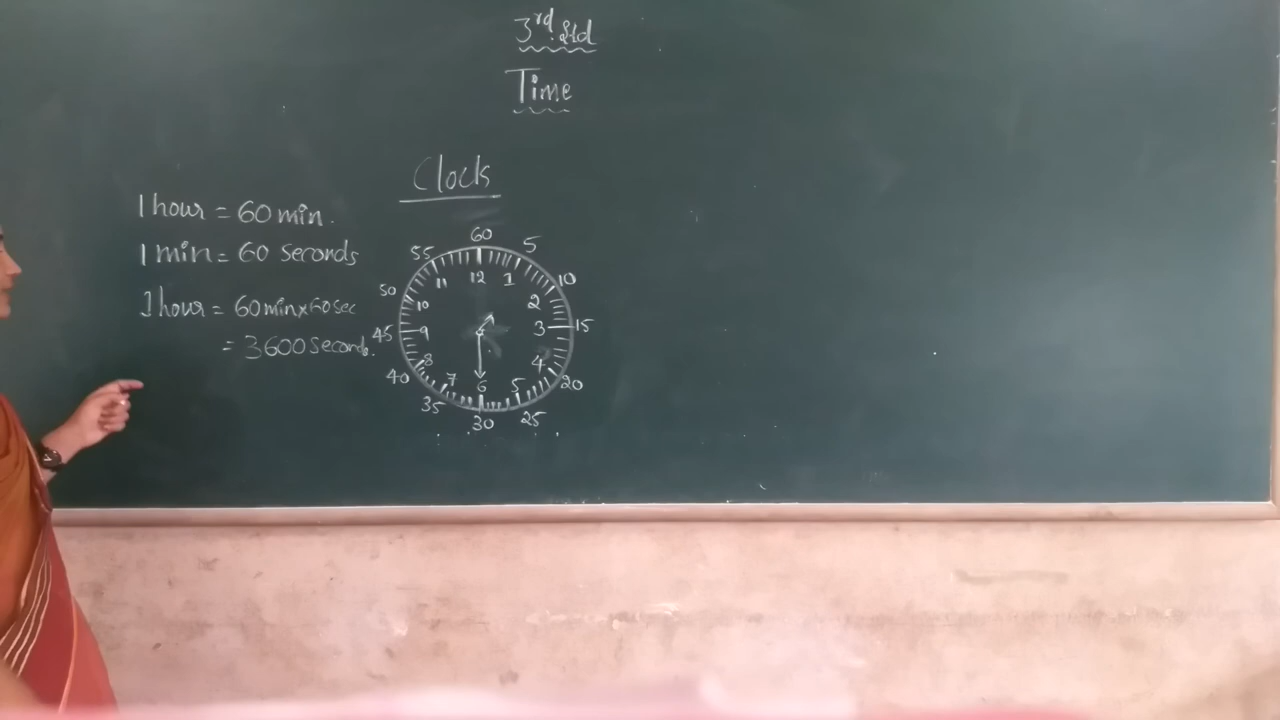 3rd Std
Time
Clock
1 hour = 60 min.
1 min = 60 seconds
1 hour = 60 min x 60 sec
= 3600 Seconds.
60
55 5
11 12 1
50 10
10 2
45 9 3 15
8 4
40 20
7 6 5
35 30 25